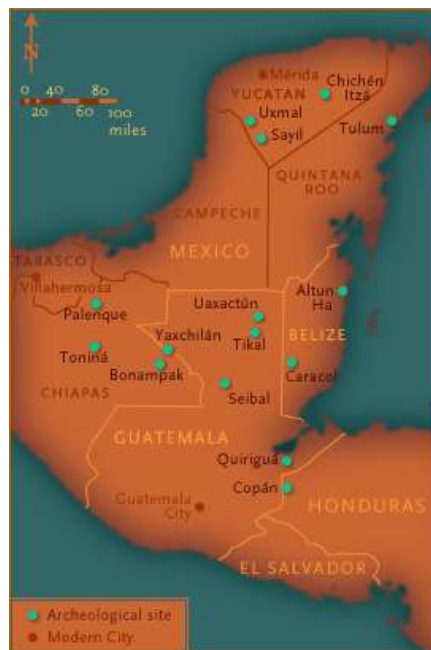 N
Mérida
Chichén
Itzá
YUCATAN
0 40 80
20 60 100
miles
Uxmal
Sayil
Tulum
QUINTANA
ROO
CAMPECHE
MEXICO
TABASCO
Villahermosa
Palenque
Uaxactún
Altun
Ha
Yaxchilán
Tikal
BELIZE
Toniná
Bonampak
Caracol
CHIAPAS
Seibal
GUATEMALA
Quiriguá
Copán
Guatemala
City
HONDURAS
EL SALVADOR
Archeological site
Modern City